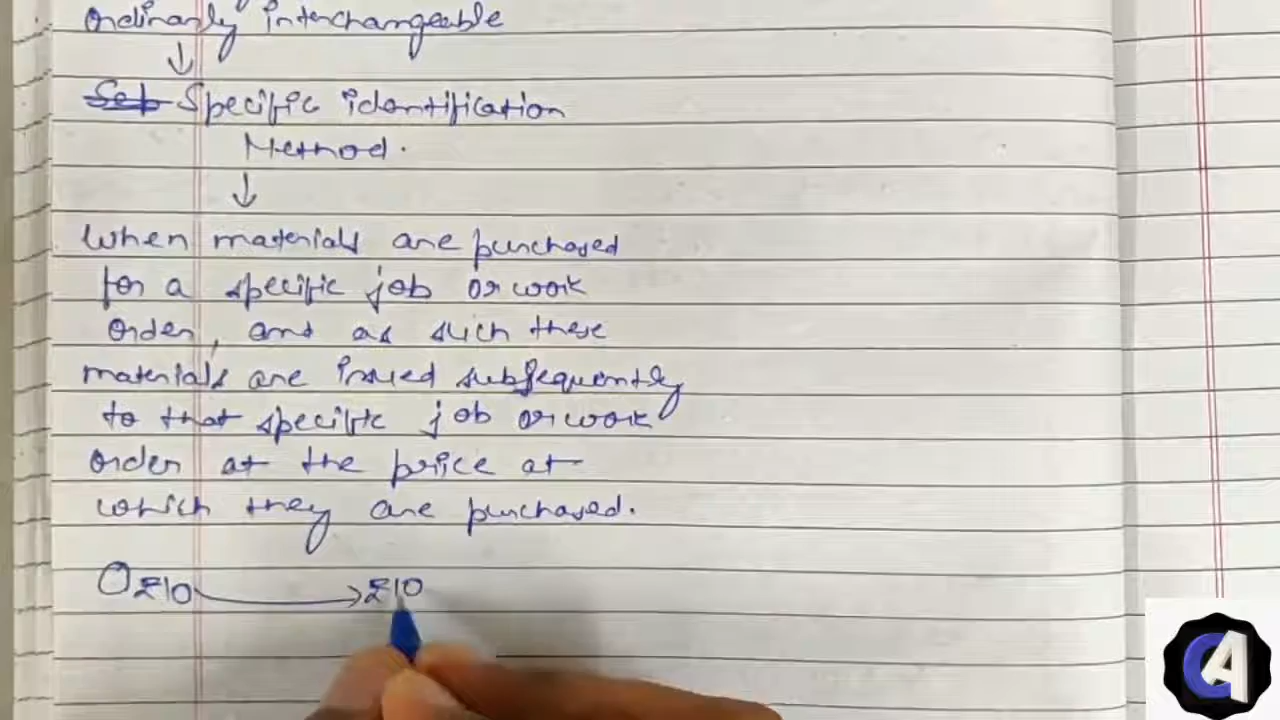 ordinarily interchangeable
↓
Specific identification
Method.
↓
When materials are purchased
for a specific job or work
order, and as such these
materials are issued subsequently
to that specific job or work
order at the price at
which they are purchased.
O ₹10 → ₹10
CA